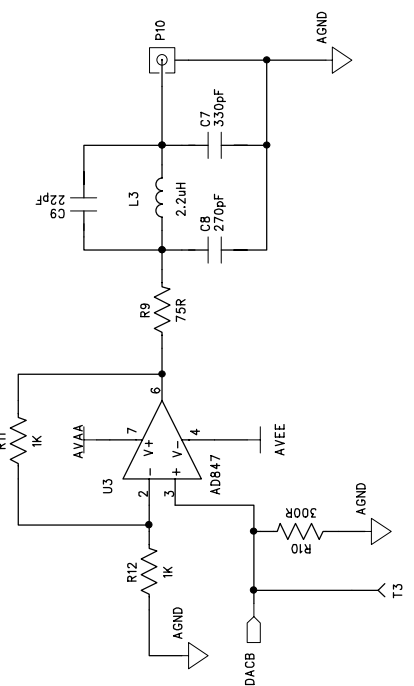 P10
AGND
C7
330pF
C9
22pF
L3
2.2uH
C8
270pF
R9
75R
R11
1K
6
AVAA
7
V+
V-
4
AVEE
U3
-
+
AD847
2
3
R12
1K
AGND
R10
300R
AGND
DACB
T3